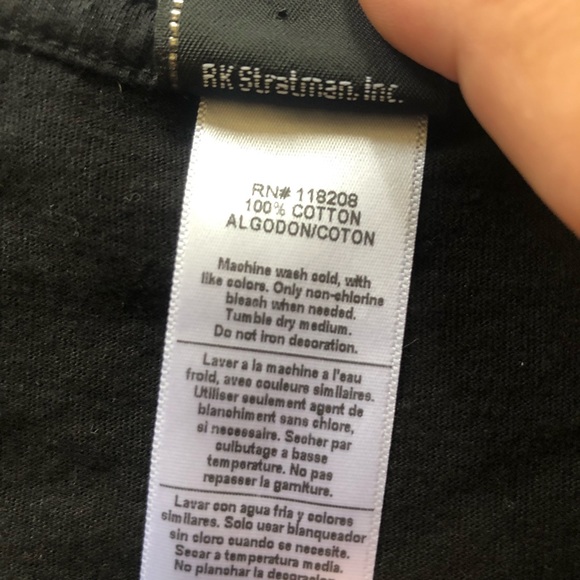 RK Stratman, Inc.
RN# 118208
100% COTTON
ALGODON/COTON
Machine wash cold, with
like colors. Only non-chlorine
bleach when needed.
Tumble dry medium.
Do not iron decoration.
Laver a la machine a l'eau
froid, avec couleurs similaires.
Utiliser seulement agent de
blanchiment sans chlore,
si necessaire. Secher par
culbutage a basse
temperature. No pas
repasser la garniture.
Lavar con agua fria y colores
similares. Solo usar blanqueador
sin cloro cuando se necesite.
Secar a temperatura media.
No planchar la decoracion.